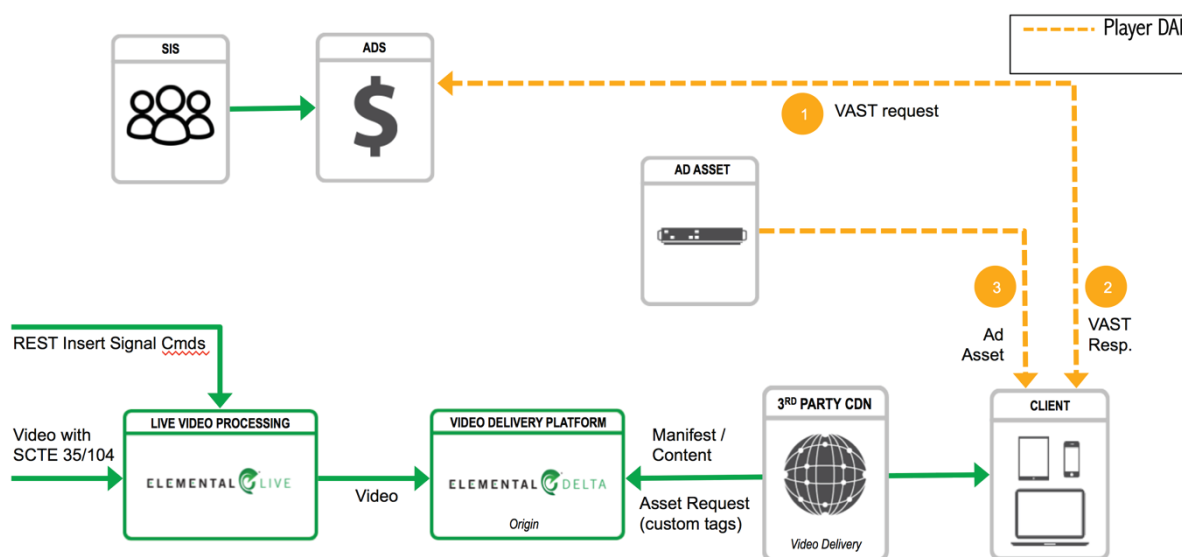 SIS
ADS
Player DAI
1
VAST request
AD ASSET
3
2
Ad
Asset
VAST
Resp.
REST Insert Signal Cmds
Video with
SCTE 35/104
LIVE VIDEO PROCESSING
ELEMENTAL e LIVE
Video
VIDEO DELIVERY PLATFORM
ELEMENTAL e DELTA
Origin
Manifest /
Content
Asset Request
(custom tags)
3RD PARTY CDN
Video Delivery
CLIENT